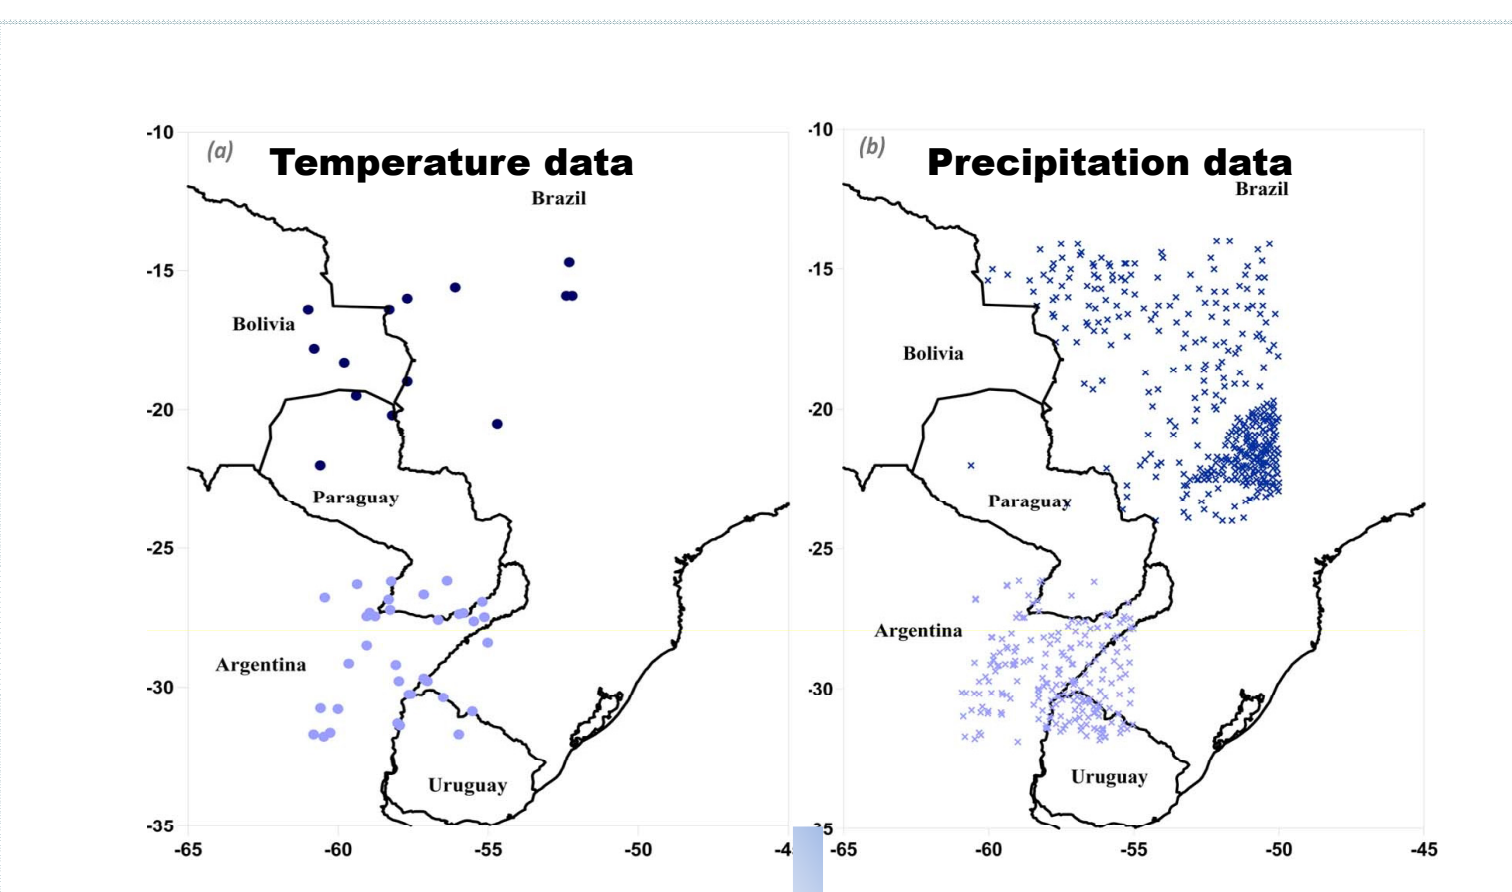 (a)
Temperature data
Brazil
Bolivia
Paraguay
Argentina
Uruguay
-10
-15
-20
-25
-30
-35
-65
-60
-55
-50
(b)
Precipitation data
Brazil
Bolivia
Paraguay
Argentina
Uruguay
-10
-15
-20
-25
-30
-65
-60
-55
-50
-45